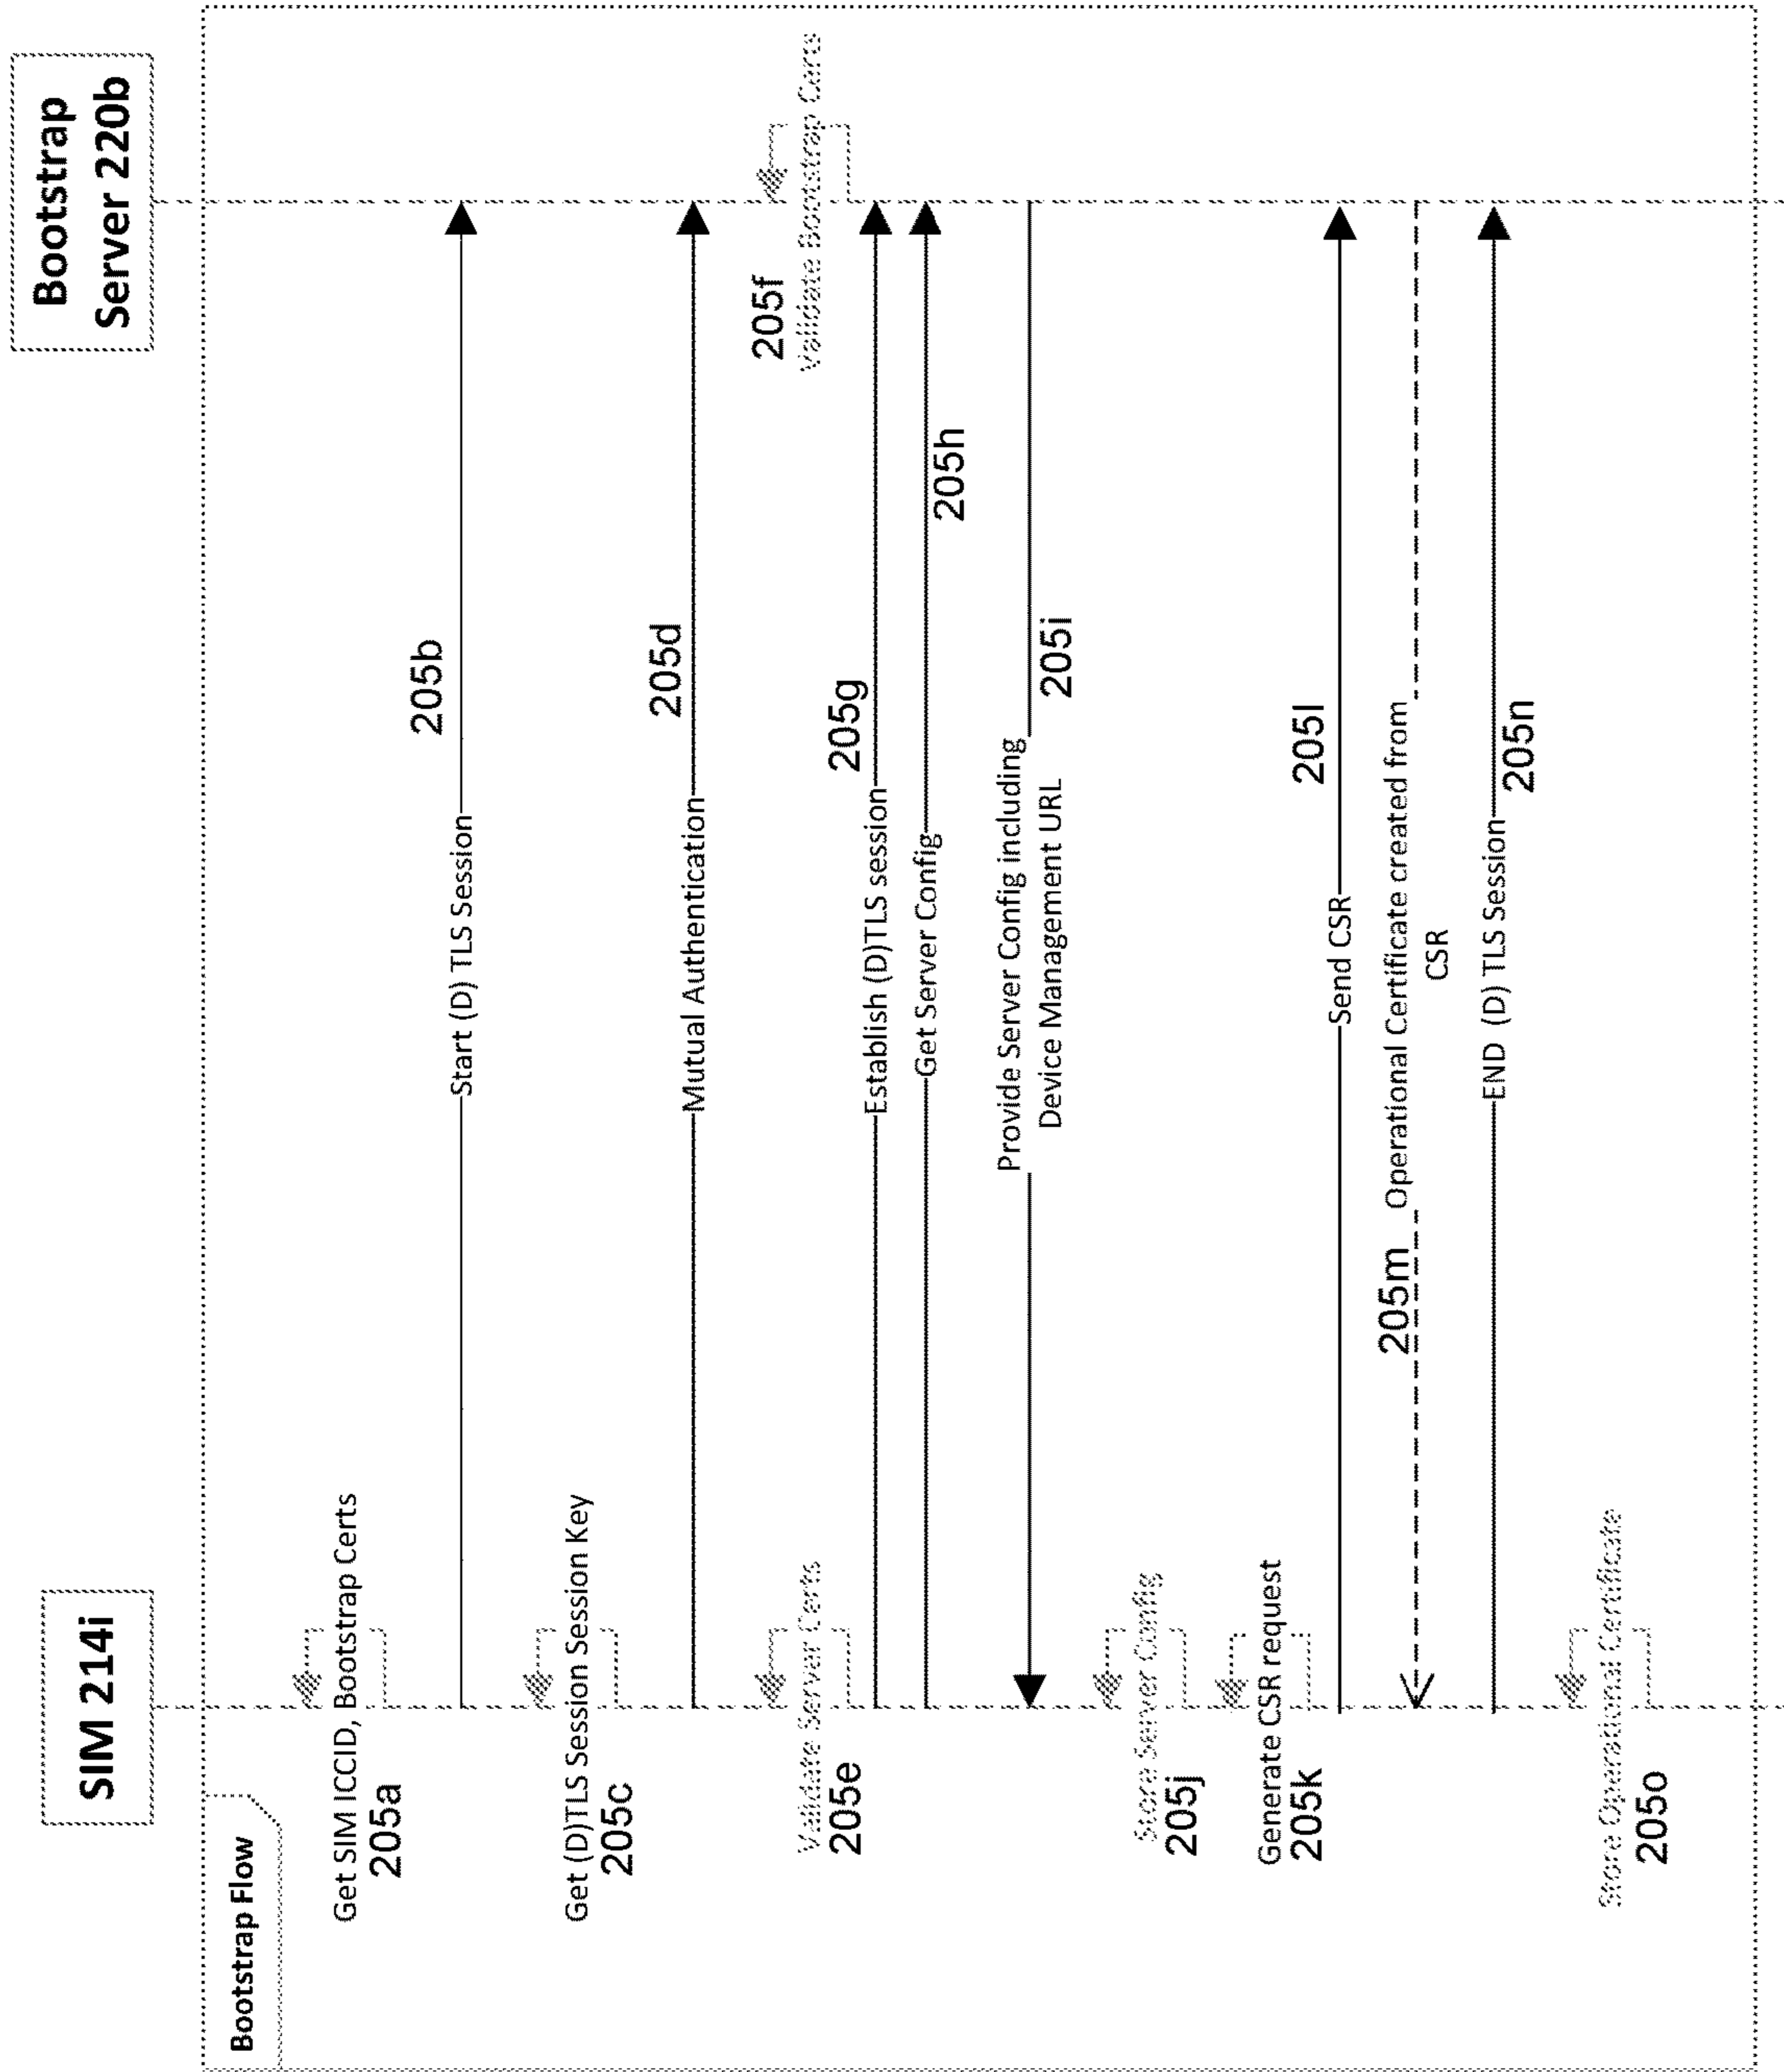 SIM 214i
Bootstrap
Server 220b
Bootstrap Flow
Get SIM ICCID, Bootstrap Certs
205a
Start (D) TLS Session
205b
Get (D)TLS Session Session Key
205c
Mutual Authentication
205d
Validate Server Certs
205e
205f
Validate Bootstrap Certs
Establish (D)TLS session
205g
Get Server Config
205h
Provide Server Config including
Device Management URL
205i
Store Server Config
205j
Generate CSR request
205k
Send CSR
205l
205m
Operational Certificate created from
CSR
END (D) TLS Session
205n
Store Operational Certificate
205o